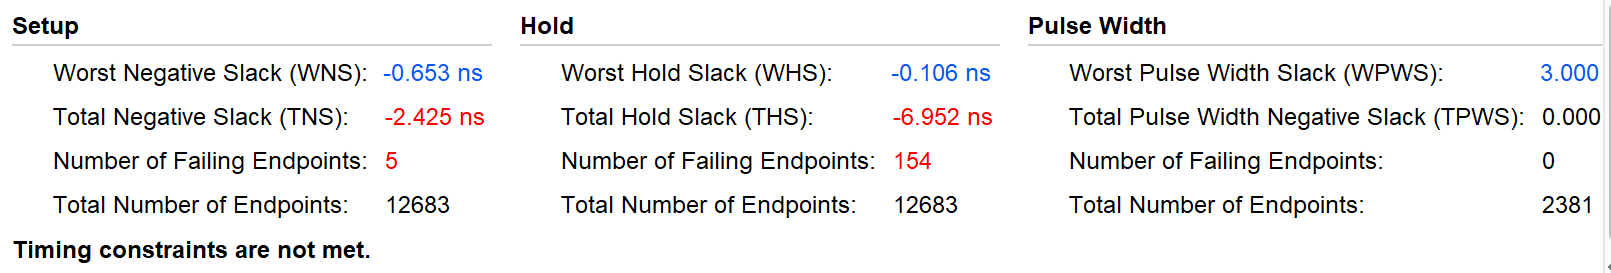 Setup
Worst Negative Slack (WNS): -0.653 ns
Total Negative Slack (TNS): -2.425 ns
Number of Failing Endpoints: 5
Total Number of Endpoints: 12683
Hold
Worst Hold Slack (WHS): -0.106 ns
Total Hold Slack (THS): -6.952 ns
Number of Failing Endpoints: 154
Total Number of Endpoints: 12683
Pulse Width
Worst Pulse Width Slack (WPWS): 3.000
Total Pulse Width Negative Slack (TPWS): 0.000
Number of Failing Endpoints: 0
Total Number of Endpoints: 2381
Timing constraints are not met.